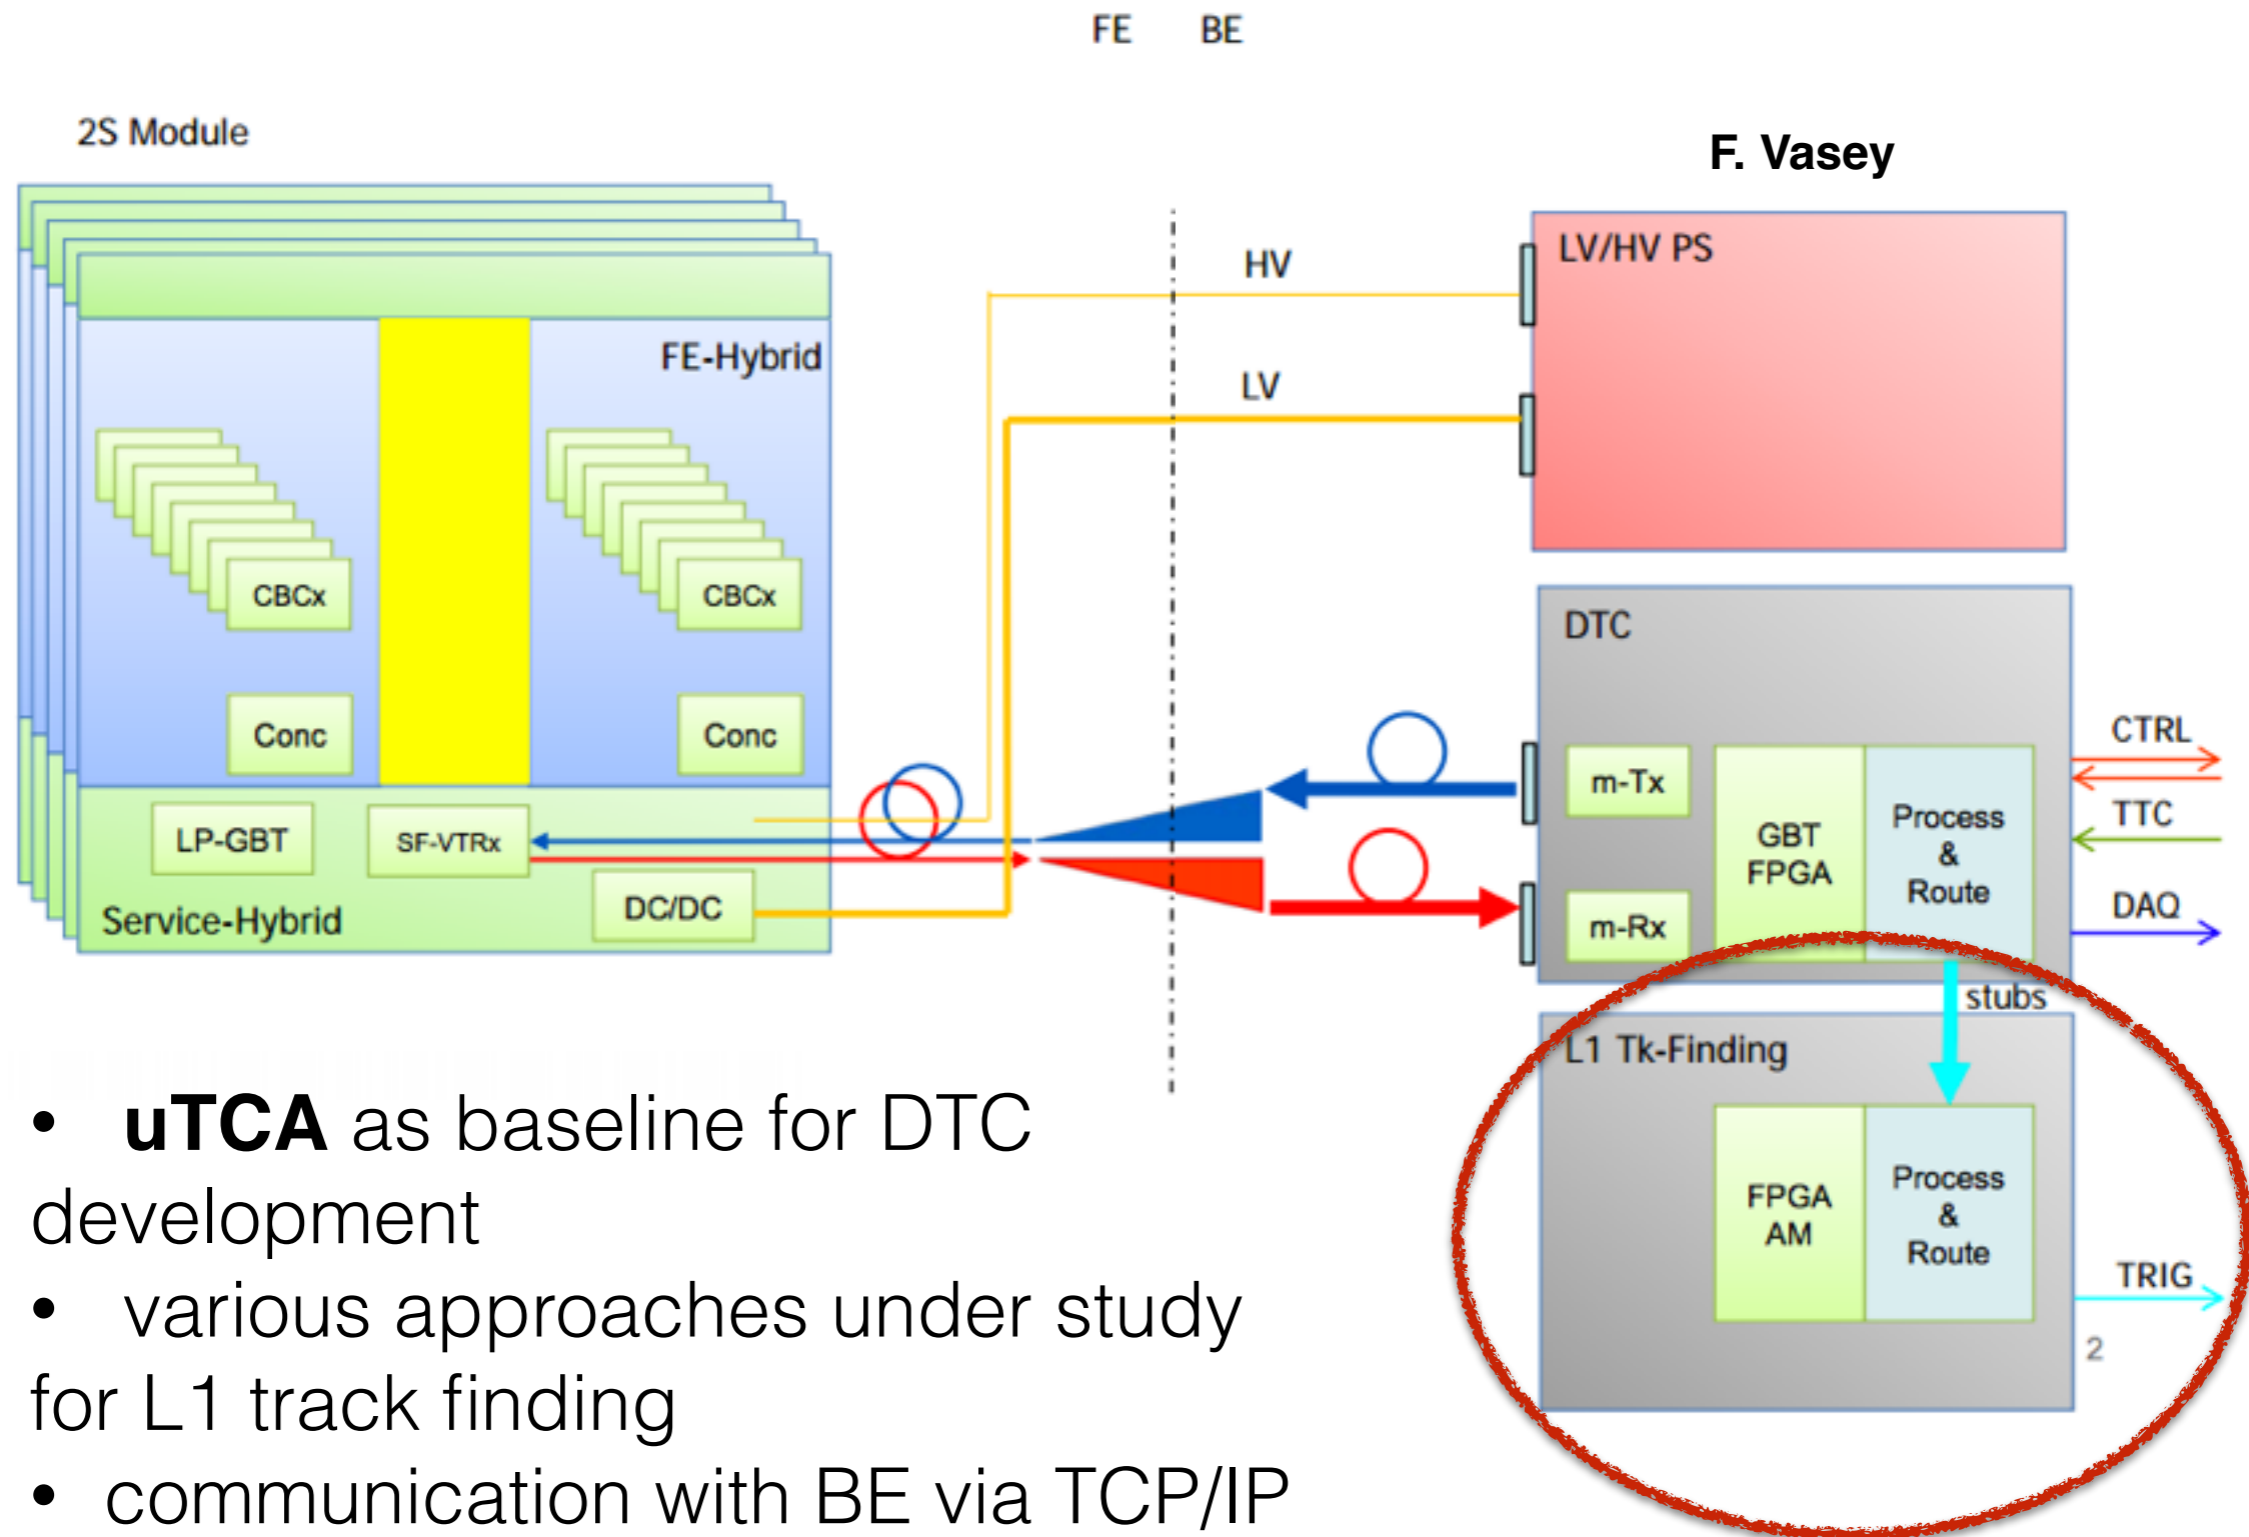 FE BE
2S Module
F. Vasey
LV/HV PS
HV
FE-Hybrid
LV
CBCx
CBCx
DTC
Conc
Conc
CTRL
m-Tx
TTC
GBT
FPGA
Process
&
Route
LP-GBT
SF-VTRx
DAQ
DC/DC
m-Rx
Service-Hybrid
stubs
L1 Tk-Finding
• uTCA as baseline for DTC
development
FPGA
AM
Process
&
Route
TRIG
• various approaches under study
2
for L1 track finding
• communication with BE via TCP/IP